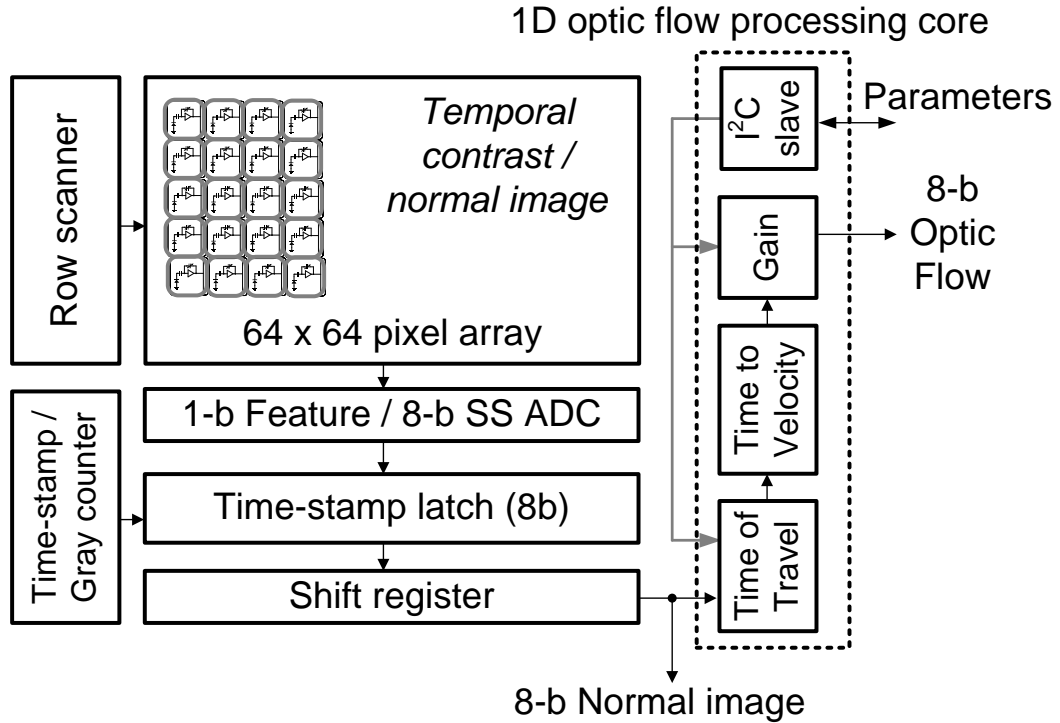 1D optic flow processing core
Row scanner
Temporal
contrast /
normal image
64 x 64 pixel array
I²C
slave
Parameters
Gain
8-b
Optic
Flow
1-b Feature / 8-b SS ADC
Time-stamp /
Gray counter
Time-stamp latch (8b)
Time to
Velocity
Shift register
Time of
Travel
8-b Normal image